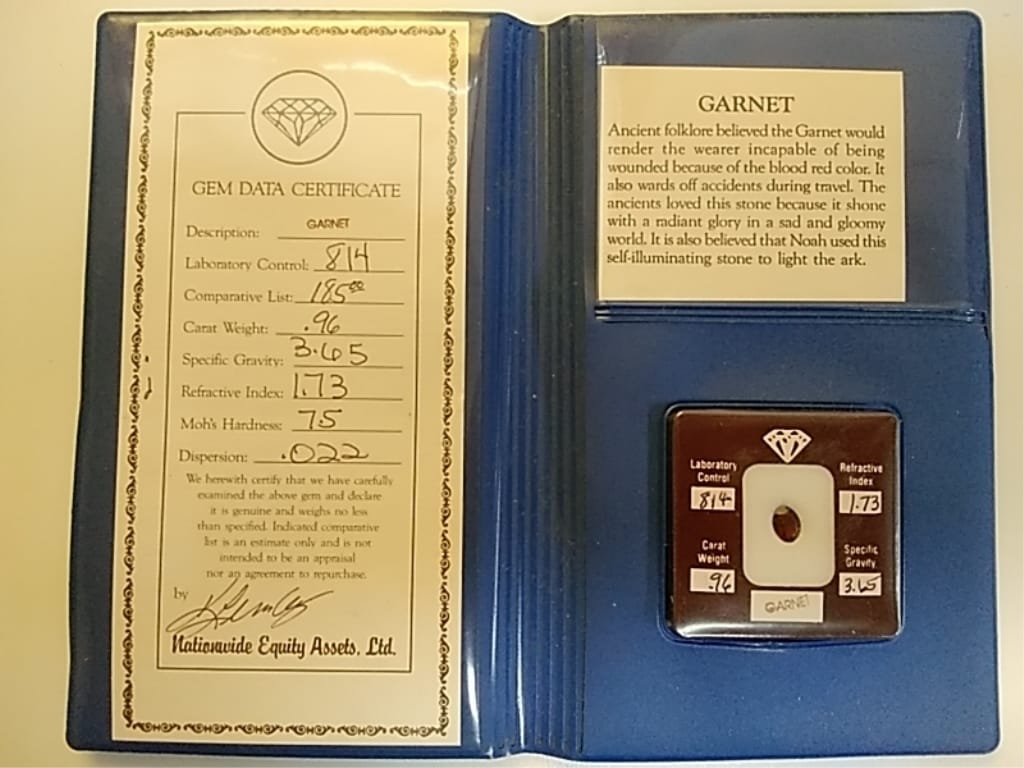 GEM DATA CERTIFICATE
Description: GARNET
Laboratory Control: 814
Comparative List: 185⁰⁰
Carat Weight: .96
Specific Gravity: 3.65
Refractive Index: 1.73
Moh's Hardness: 75
Dispersion: .022
We herewith certify that we have carefully
examined the above gem and declare
it is genuine and weighs no less
than specified. Indicated comparative
list is an estimate only and is not
intended to be an appraisal
nor an agreement to repurchase.
by
Nationwide Equity Assets, Ltd.
GARNET
Ancient folklore believed the Garnet would
render the wearer incapable of being
wounded because of the blood red color. It
also wards off accidents during travel. The
ancients loved this stone because it shone
with a radiant glory in a sad and gloomy
world. It is also believed that Noah used this
self-illuminating stone to light the ark.
Laboratory
Control
814
Refractive
Index
1.73
Carat
Weight
.96
Specific
Gravity
3.65
GARNET